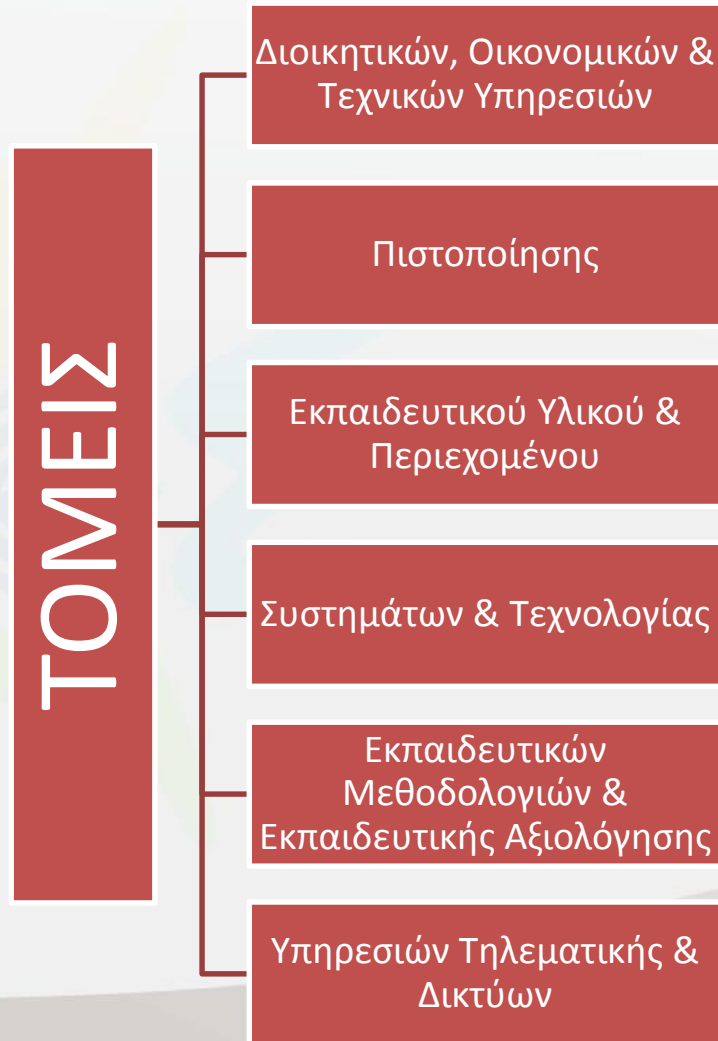 ΤΟΜΕΙΣ
Διοικητικών, Οικονομικών &
Τεχνικών Υπηρεσιών
Πιστοποίησης
Εκπαιδευτικού Υλικού &
Περιεχομένου
Συστημάτων & Τεχνολογίας
Εκπαιδευτικών
Μεθοδολογιών &
Εκπαιδευτικής Αξιολόγησης
Υπηρεσιών Τηλεματικής &
Δικτύων